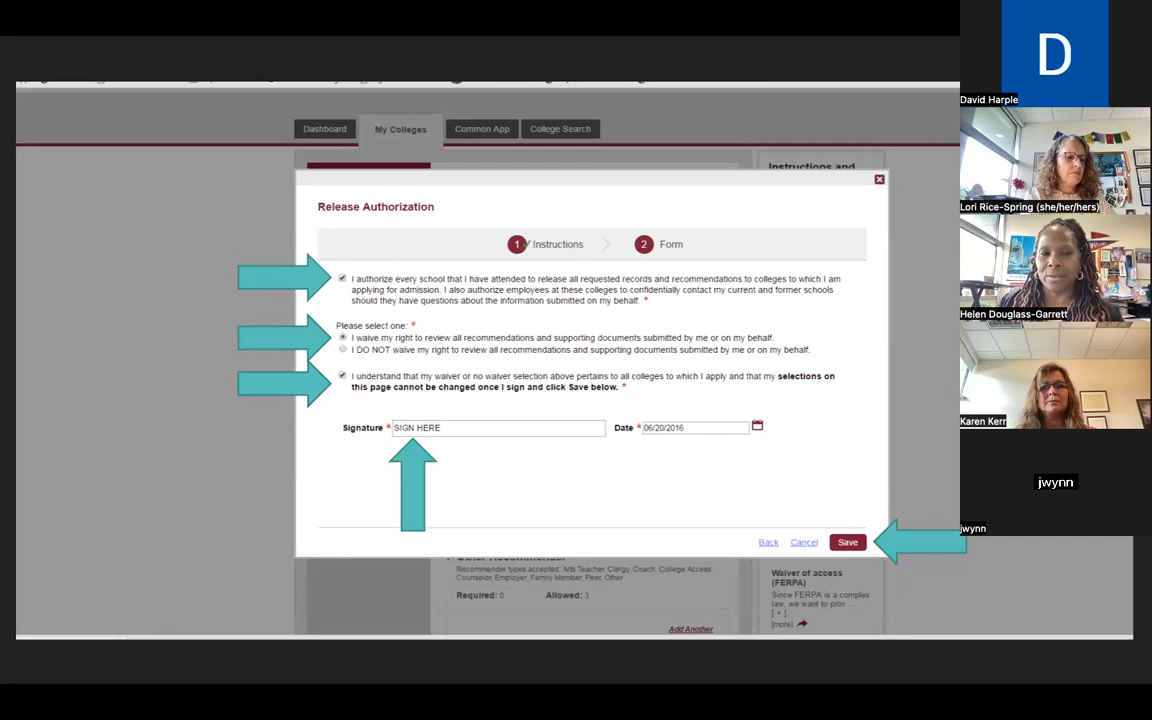 Dashboard
My Colleges
Common App
College Search
Instructions and
Release Authorization
1 Instructions
2 Form
I authorize every school that I have attended to release all requested records and recommendations to colleges to which I am
applying for admission. I also authorize employees at these colleges to confidentially contact my current and former schools
should they have questions about the information submitted on my behalf. *
Please select one: *
I waive my right to review all recommendations and supporting documents submitted by me or on my behalf.
I DO NOT waive my right to review all recommendations and supporting documents submitted by me or on my behalf.
I understand that my waiver or no waiver selection above pertains to all colleges to which I apply and that my selections on
this page cannot be changed once I sign and click Save below. *
Signature * SIGN HERE
Date * 06/20/2016
Back
Cancel
Save
Other Recommender
Recommender types accepted: Arts Teacher, Clergy, Coach, College Access
Counselor, Employer, Family Member, Peer, Other
Required: 0
Allowed: 3
Add Another
Waiver of access
(FERPA)
Since FERPA is a complex
law, we want to prov ...
[ + ]
[more]
D
David Harple
Lori Rice-Spring (she/her/hers)
Helen Douglass-Garrett
Karen Kerr
jwynn
jwynn